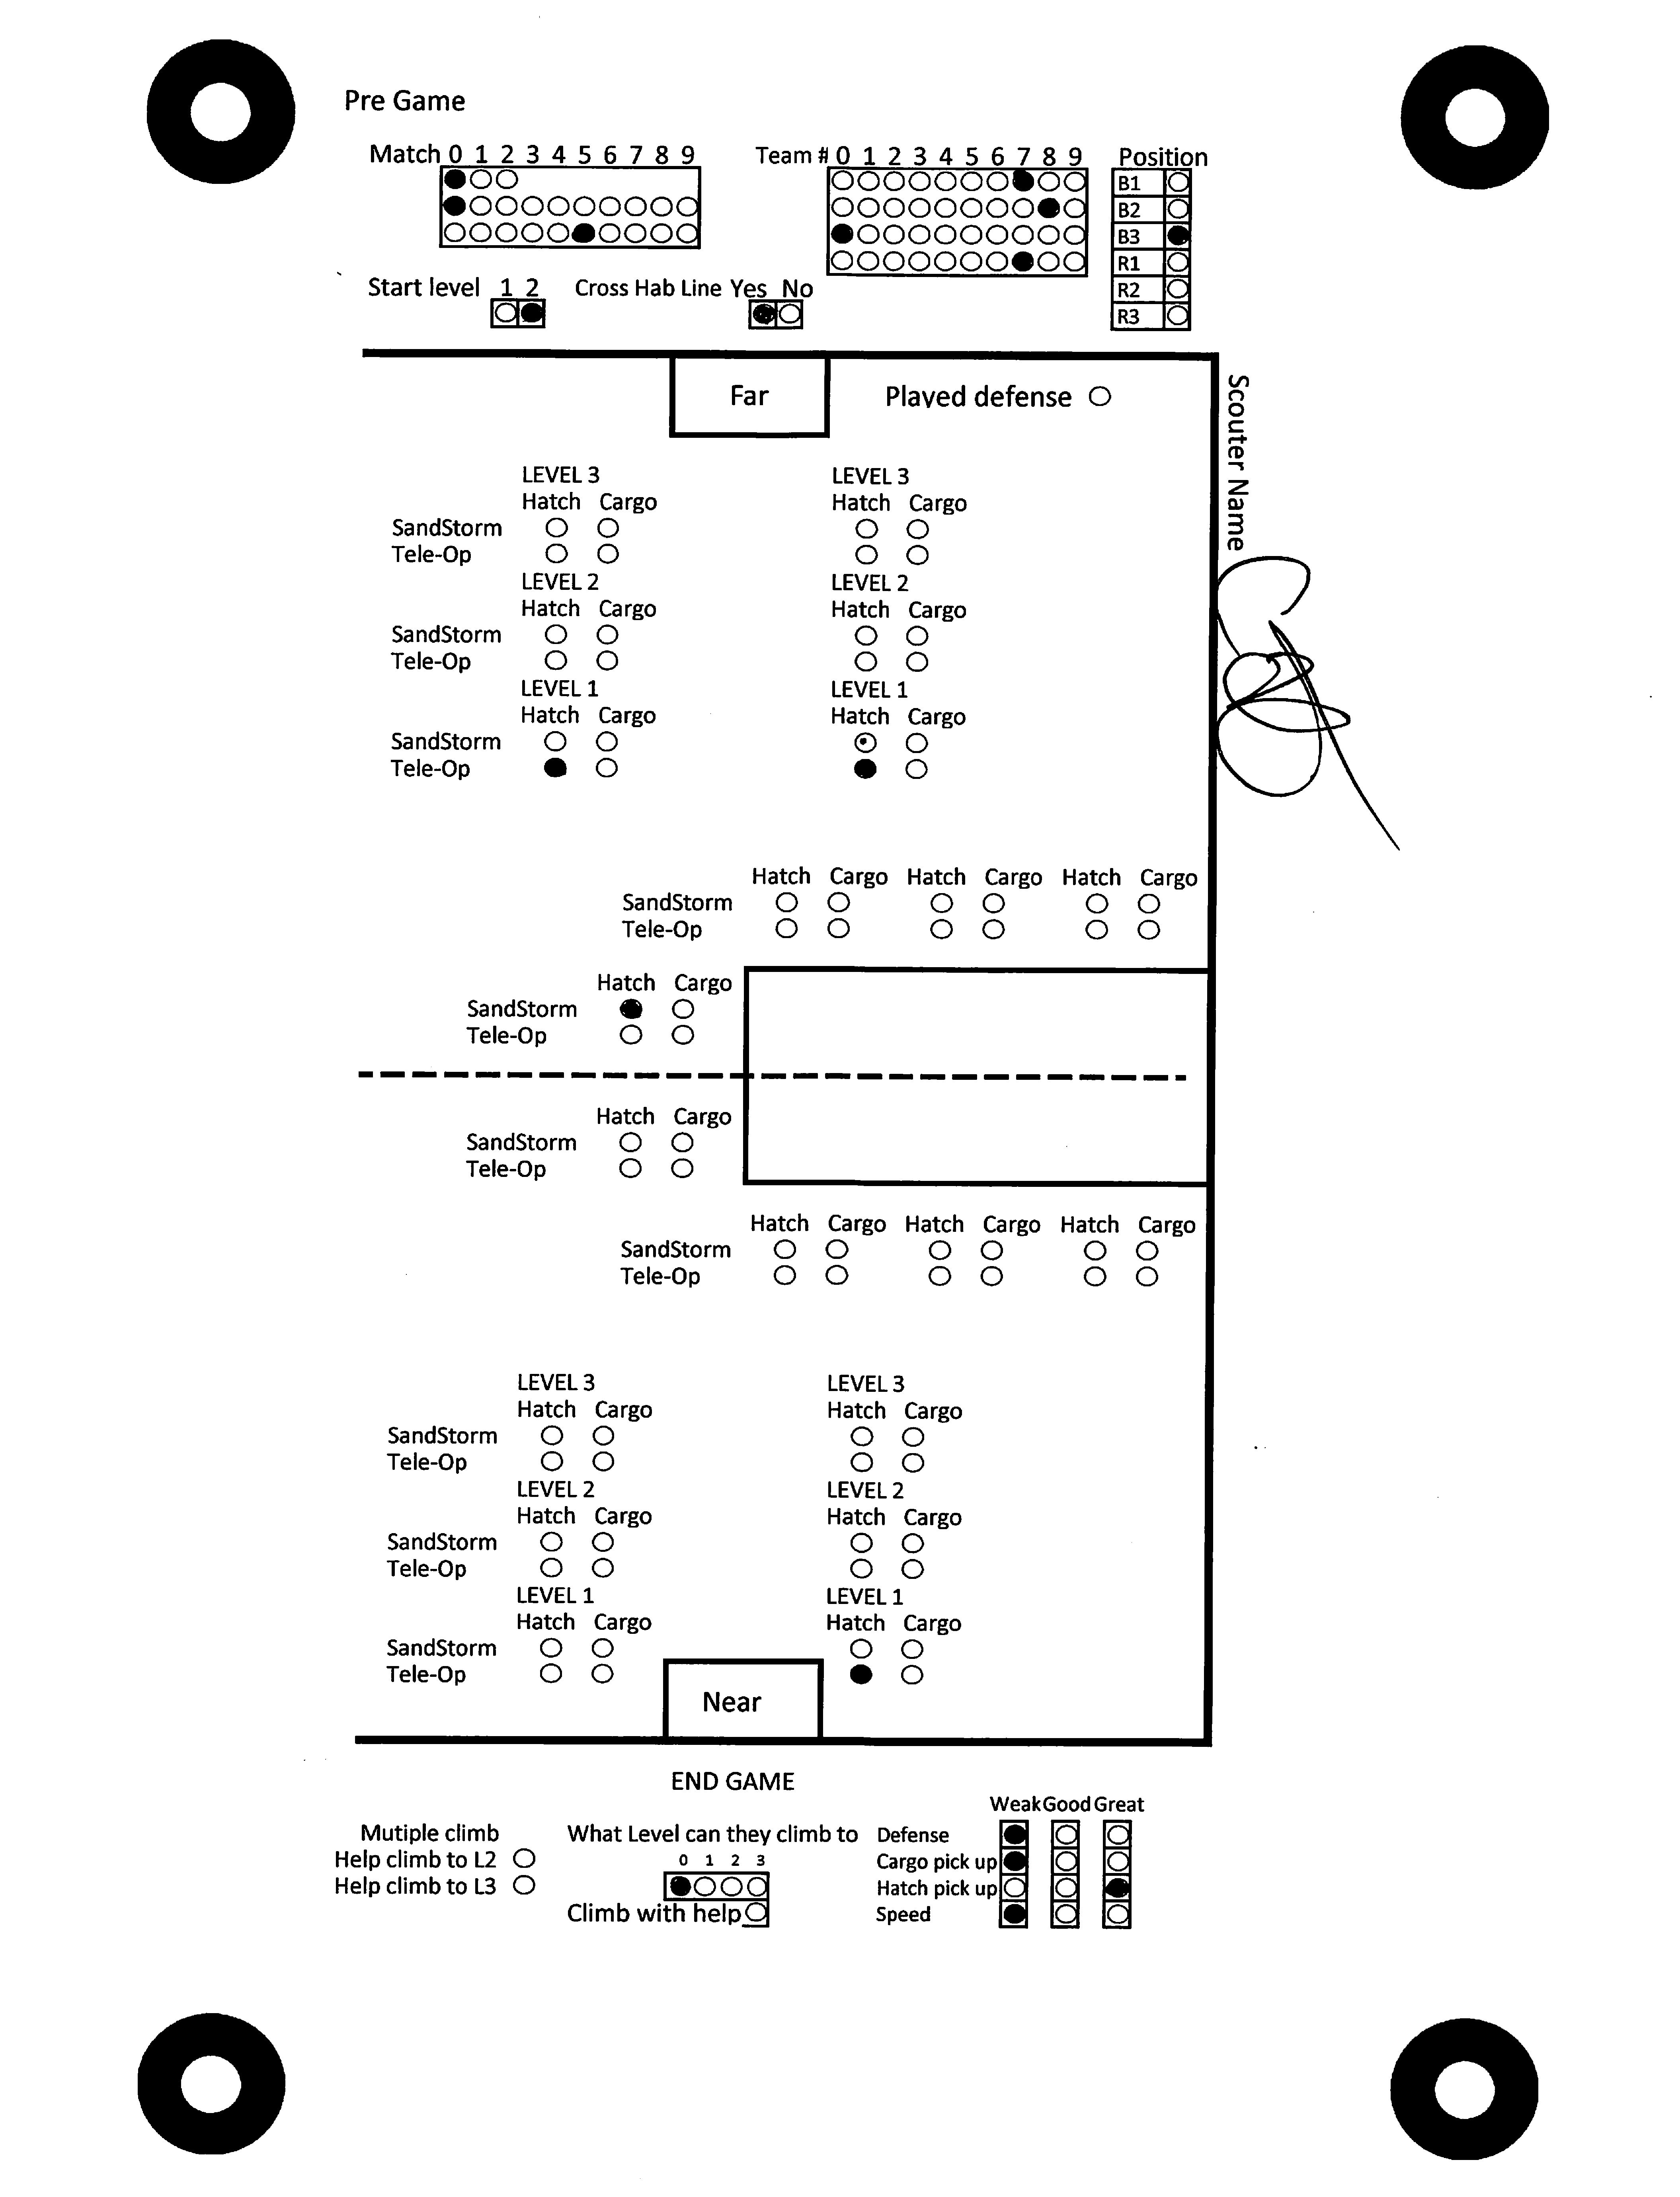 Pre Game
Match 0 1 2 3 4 5 6 7 8 9
Team # 0 1 2 3 4 5 6 7 8 9
Position
B1
B2
B3
R1
R2
R3
Start level 1 2
Cross Hab Line Yes No
Far
Played defense
Scouter Name
LEVEL 3 LEVEL 3
Hatch Cargo Hatch Cargo
SandStorm
Tele-Op
LEVEL 2 LEVEL 2
Hatch Cargo Hatch Cargo
SandStorm
Tele-Op
LEVEL 1 LEVEL 1
Hatch Cargo Hatch Cargo
SandStorm
Tele-Op
Hatch Cargo Hatch Cargo Hatch Cargo
SandStorm
Tele-Op
Hatch Cargo
SandStorm
Tele-Op
Hatch Cargo
SandStorm
Tele-Op
Hatch Cargo Hatch Cargo Hatch Cargo
SandStorm
Tele-Op
LEVEL 3 LEVEL 3
Hatch Cargo Hatch Cargo
SandStorm
Tele-Op
LEVEL 2 LEVEL 2
Hatch Cargo Hatch Cargo
SandStorm
Tele-Op
LEVEL 1 LEVEL 1
Hatch Cargo Hatch Cargo
SandStorm
Tele-Op
Near
END GAME
Mutiple climb
Help climb to L2
Help climb to L3
What Level can they climb to
0 1 2 3
Climb with help
Weak Good Great
Defense
Cargo pick up
Hatch pick up
Speed